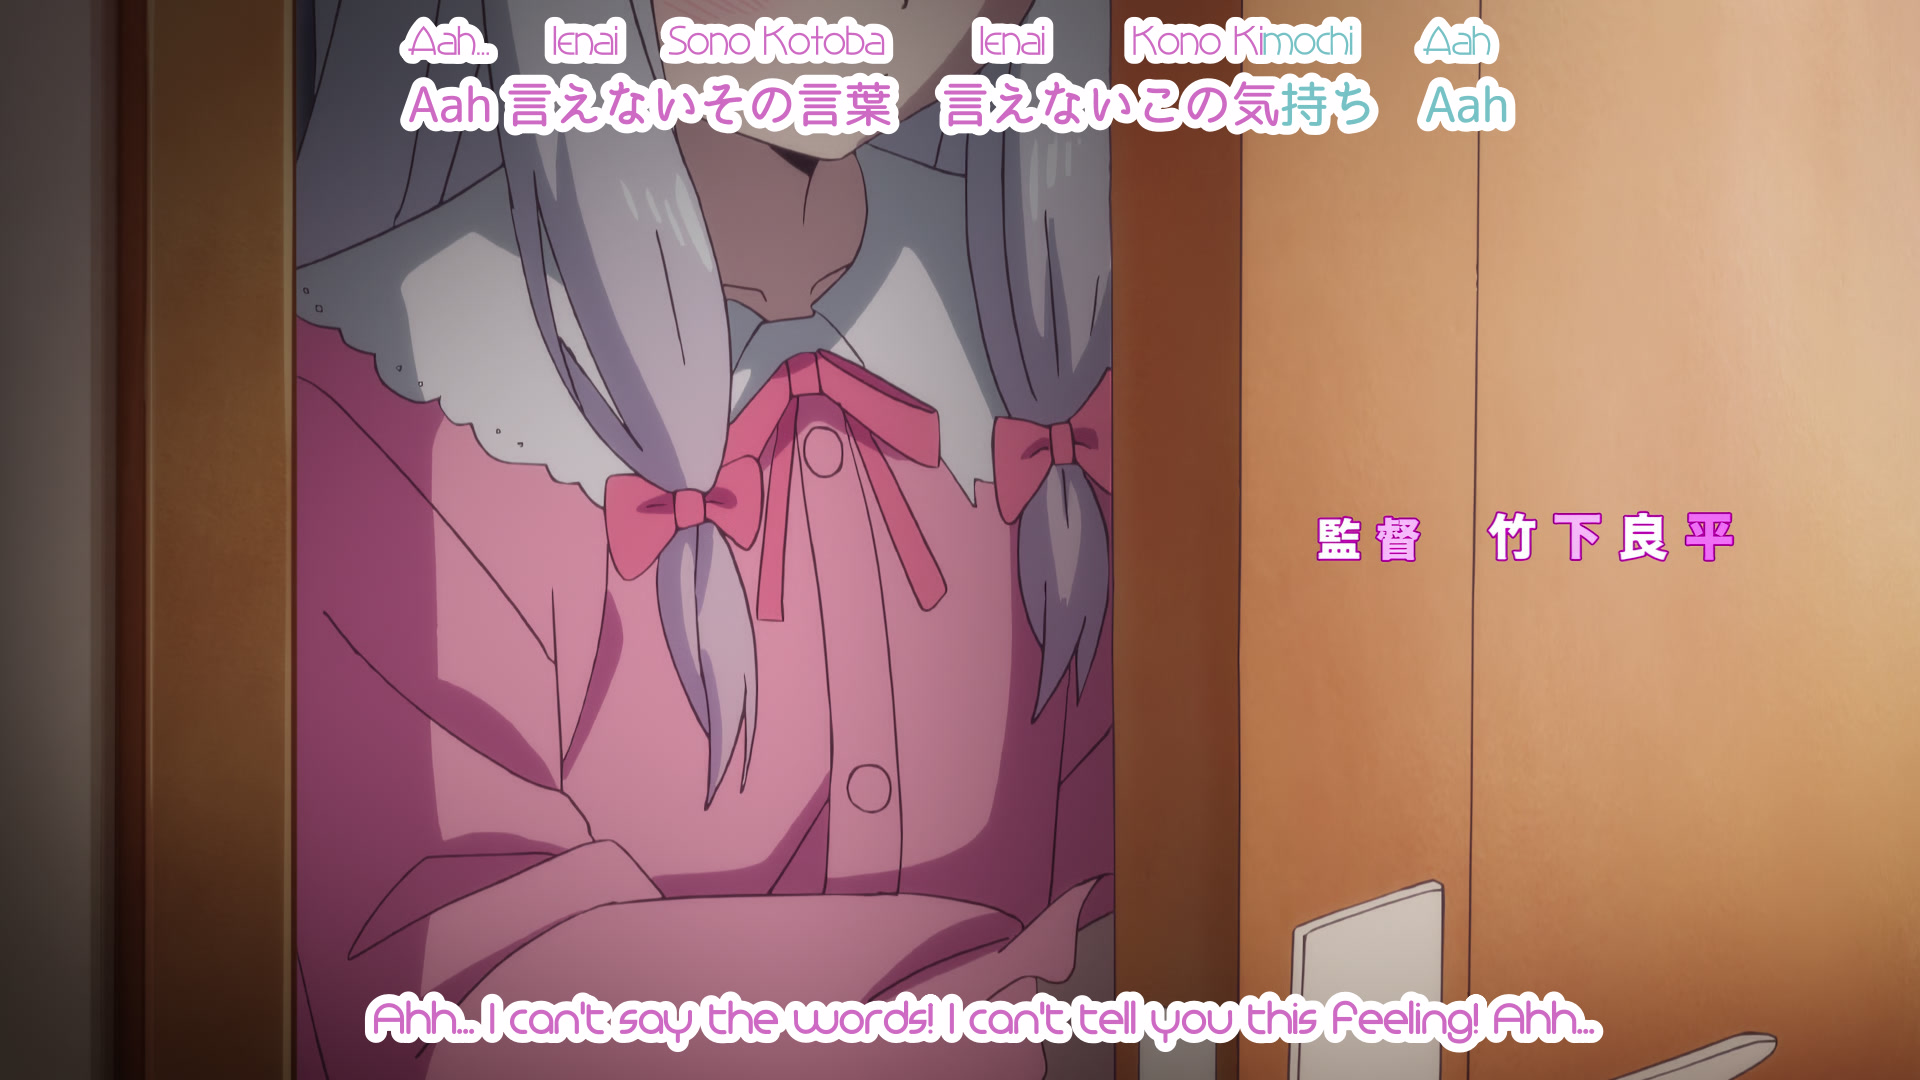 Aah... Ienai Sono Kotoba Ienai Kono Kimochi Aah
Aah 言えないその言葉 言えないこの気持ち Aah
監督 竹下良平
Ahh... I can't say the words! I can't tell you this feeling! Ahh...